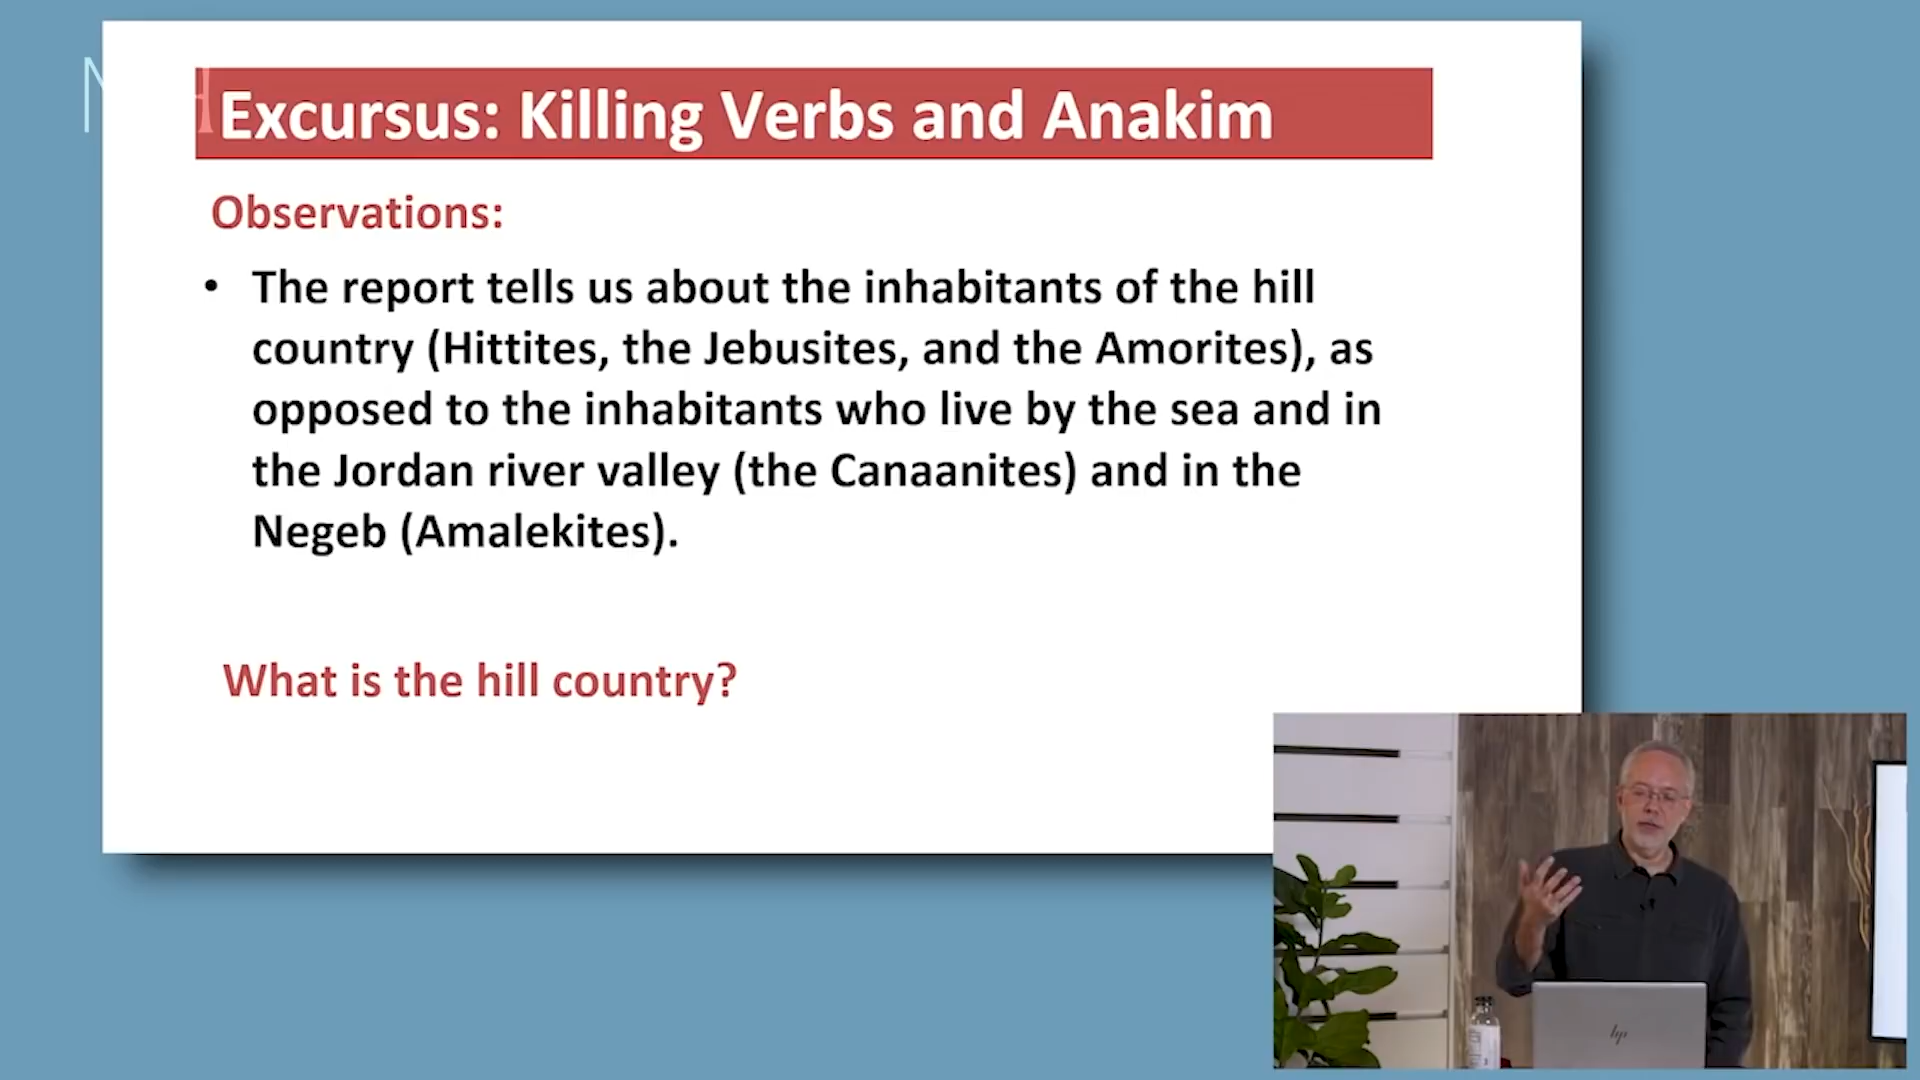 Excursus: Killing Verbs and Anakim
Observations:
• The report tells us about the inhabitants of the hill
country (Hittites, the Jebusites, and the Amorites), as
opposed to the inhabitants who live by the sea and in
the Jordan river valley (the Canaanites) and in the
Negeb (Amalekites).
What is the hill country?
hp